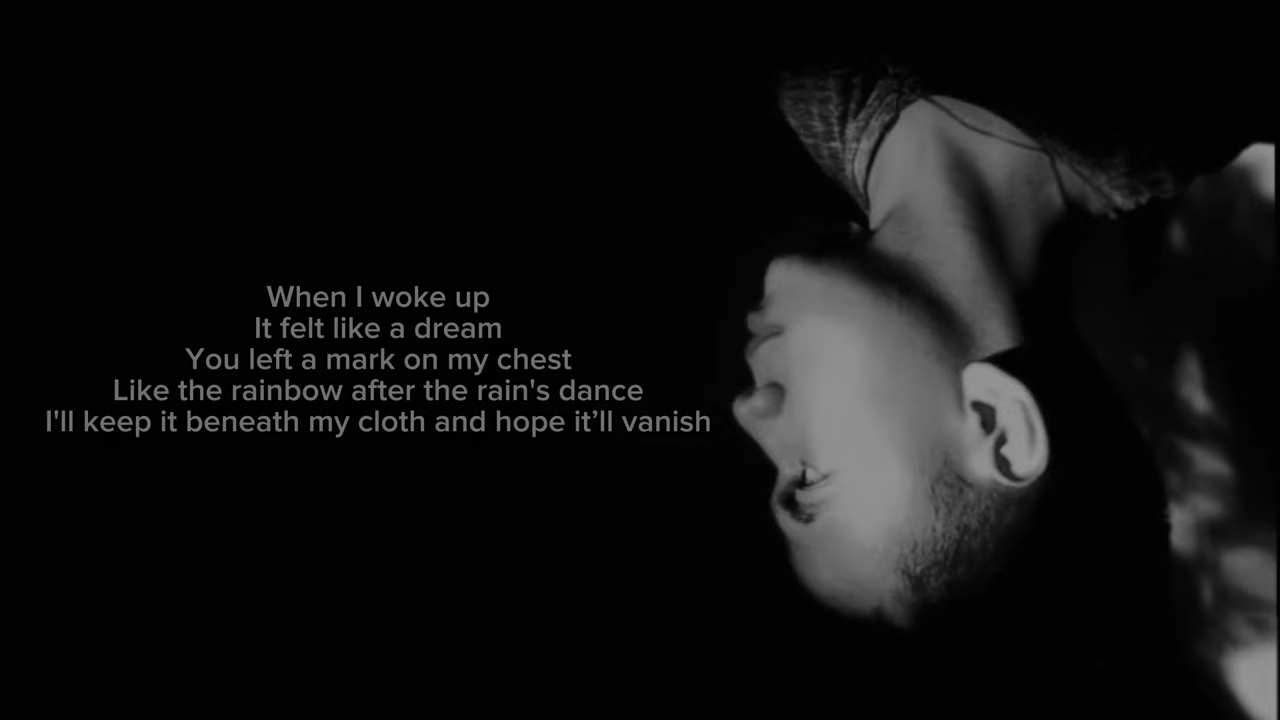 When I woke up
It felt like a dream
You left a mark on my chest
Like the rainbow after the rain's dance
I'll keep it beneath my cloth and hope it’ll vanish